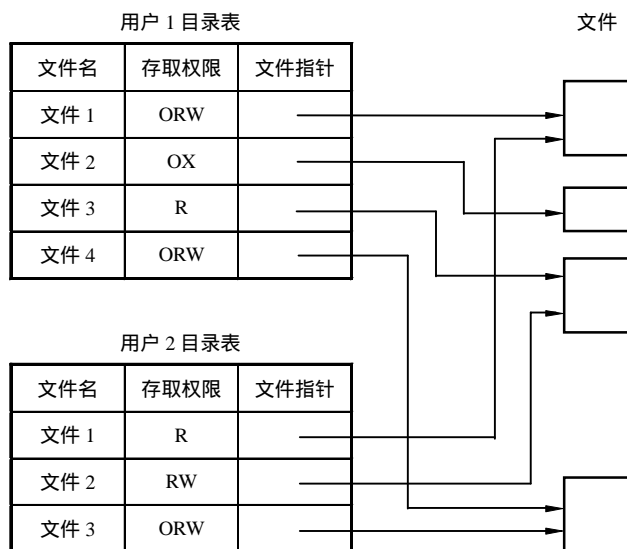 用户 1 目录表
文件
文件名 存取权限 文件指针
文件 1 ORW
文件 2 OX
文件 3 R
文件 4 ORW
用户 2 目录表
文件名 存取权限 文件指针
文件 1 R
文件 2 RW
文件 3 ORW